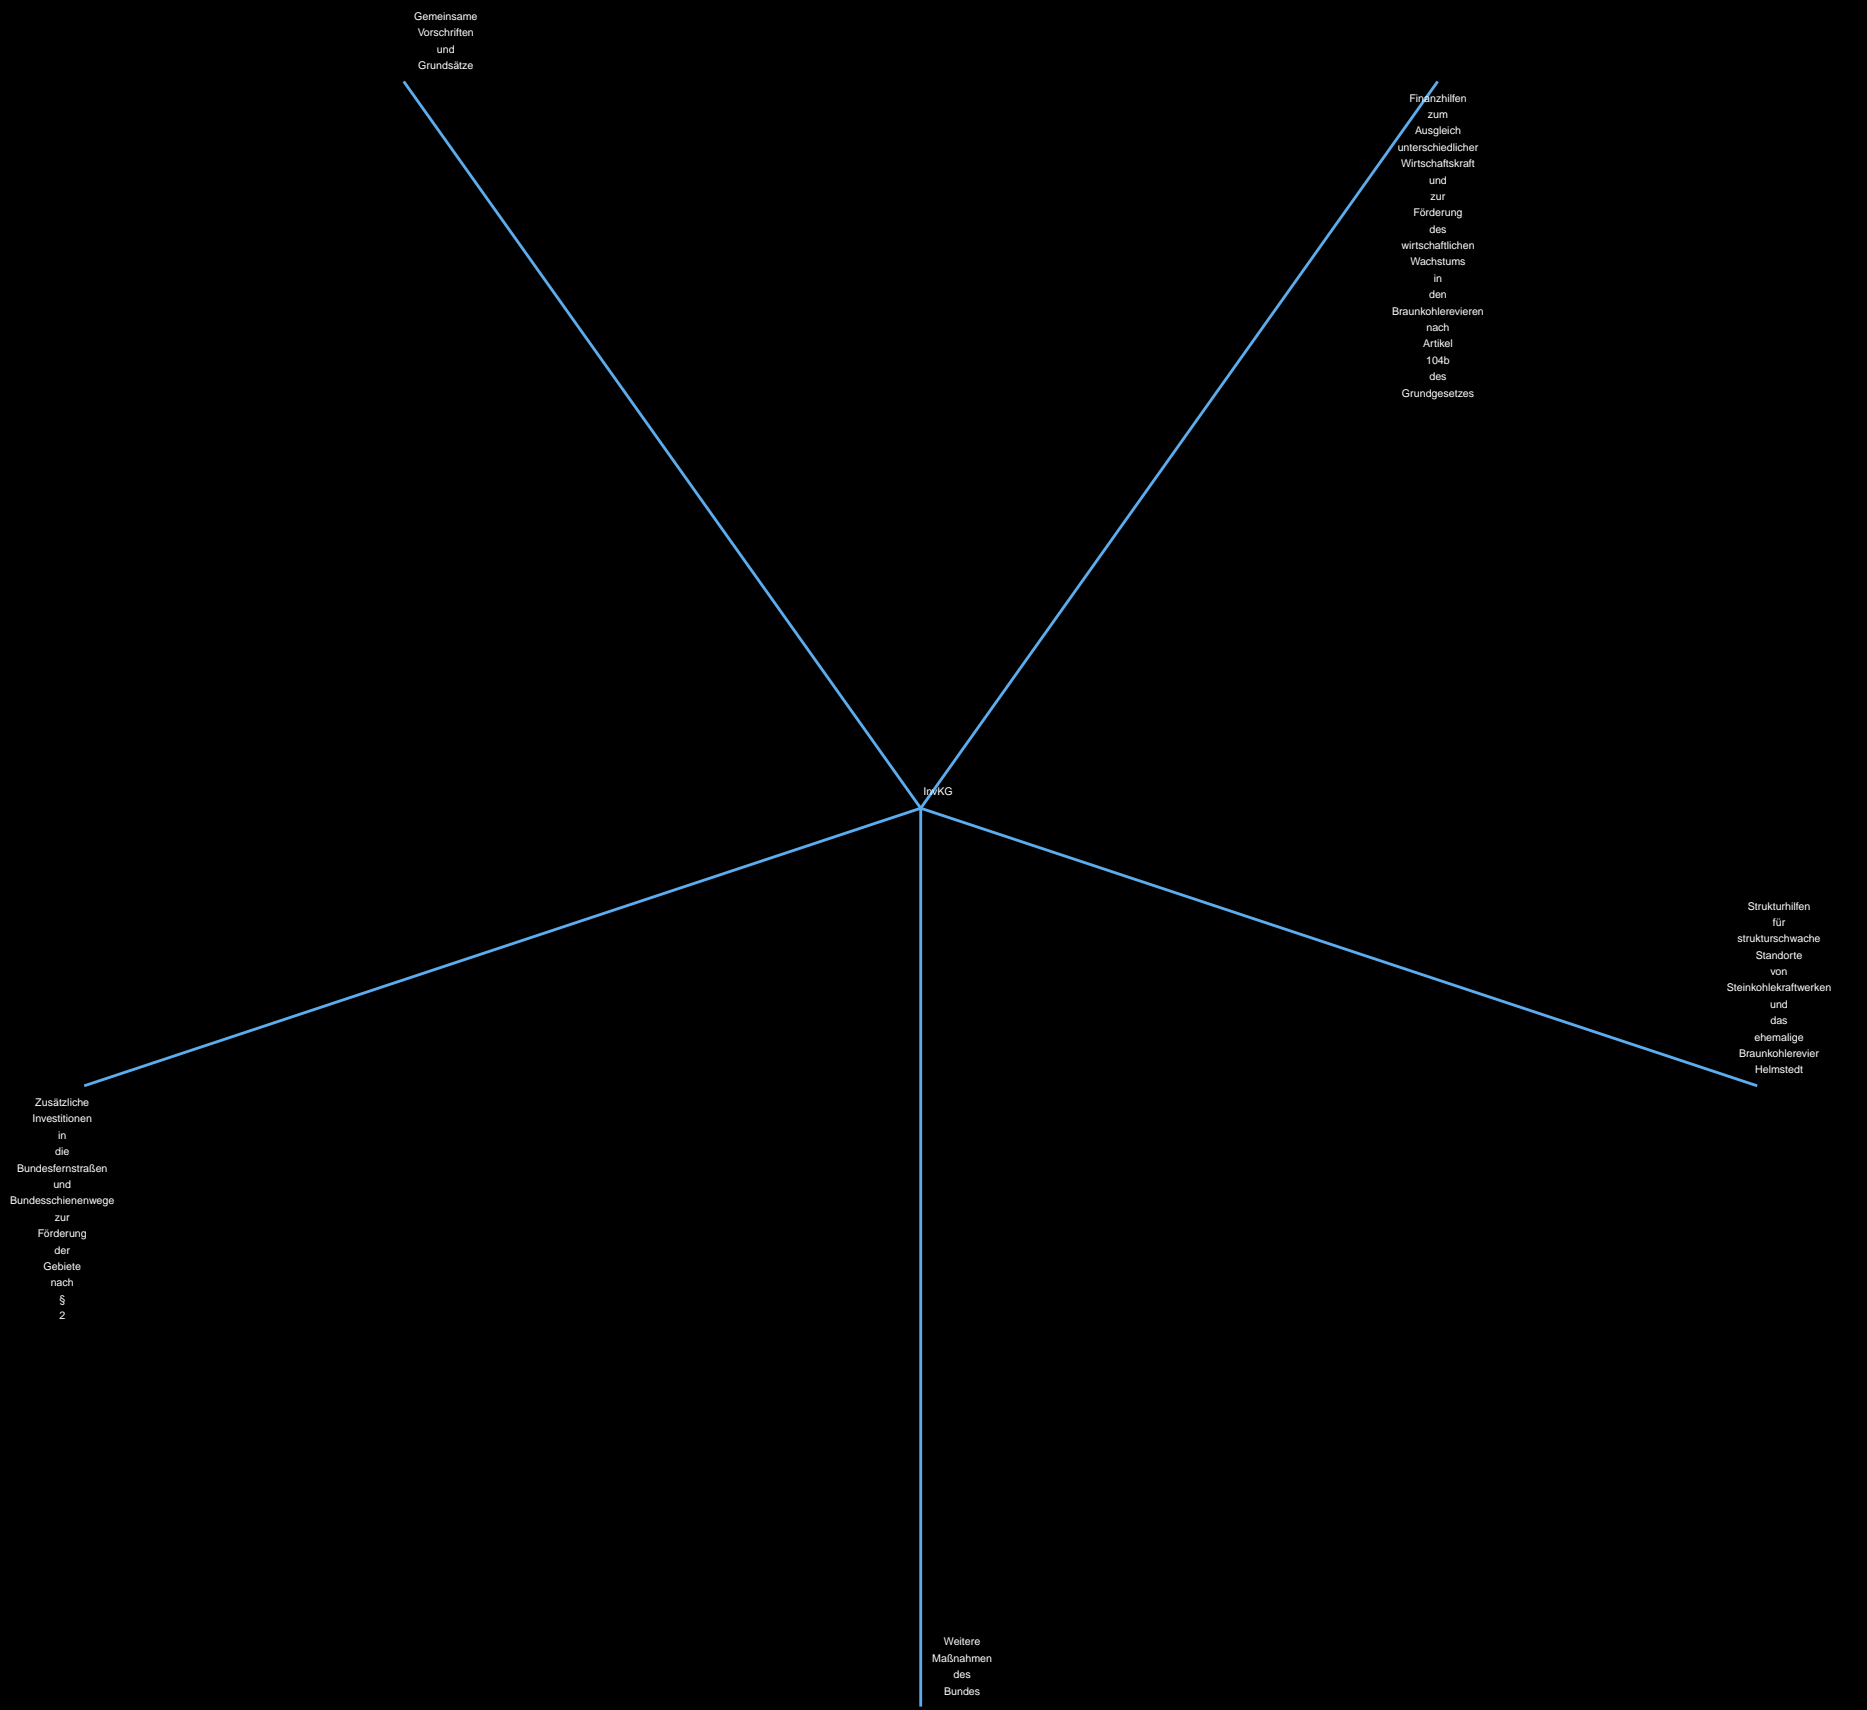 Gemeinsame
Vorschriften
und
Grundsätze
Finanzhilfen
zum
Ausgleich
unterschiedlicher
Wirtschaftskraft
und
zur
Förderung
des
wirtschaftlichen
Wachstums
in
den
Braunkohlerevieren
nach
Artikel
104b
des
Grundgesetzes
InvKG
Strukturhilfen
für
strukturschwache
Standorte
von
Steinkohlekraftwerken
und
das
ehemalige
Braunkohlerevier
Helmstedt
Zusätzliche
Investitionen
in
die
Bundesfernstraßen
und
Bundesschienenwege
zur
Förderung
der
Gebiete
nach
§
2
Weitere
Maßnahmen
des
Bundes